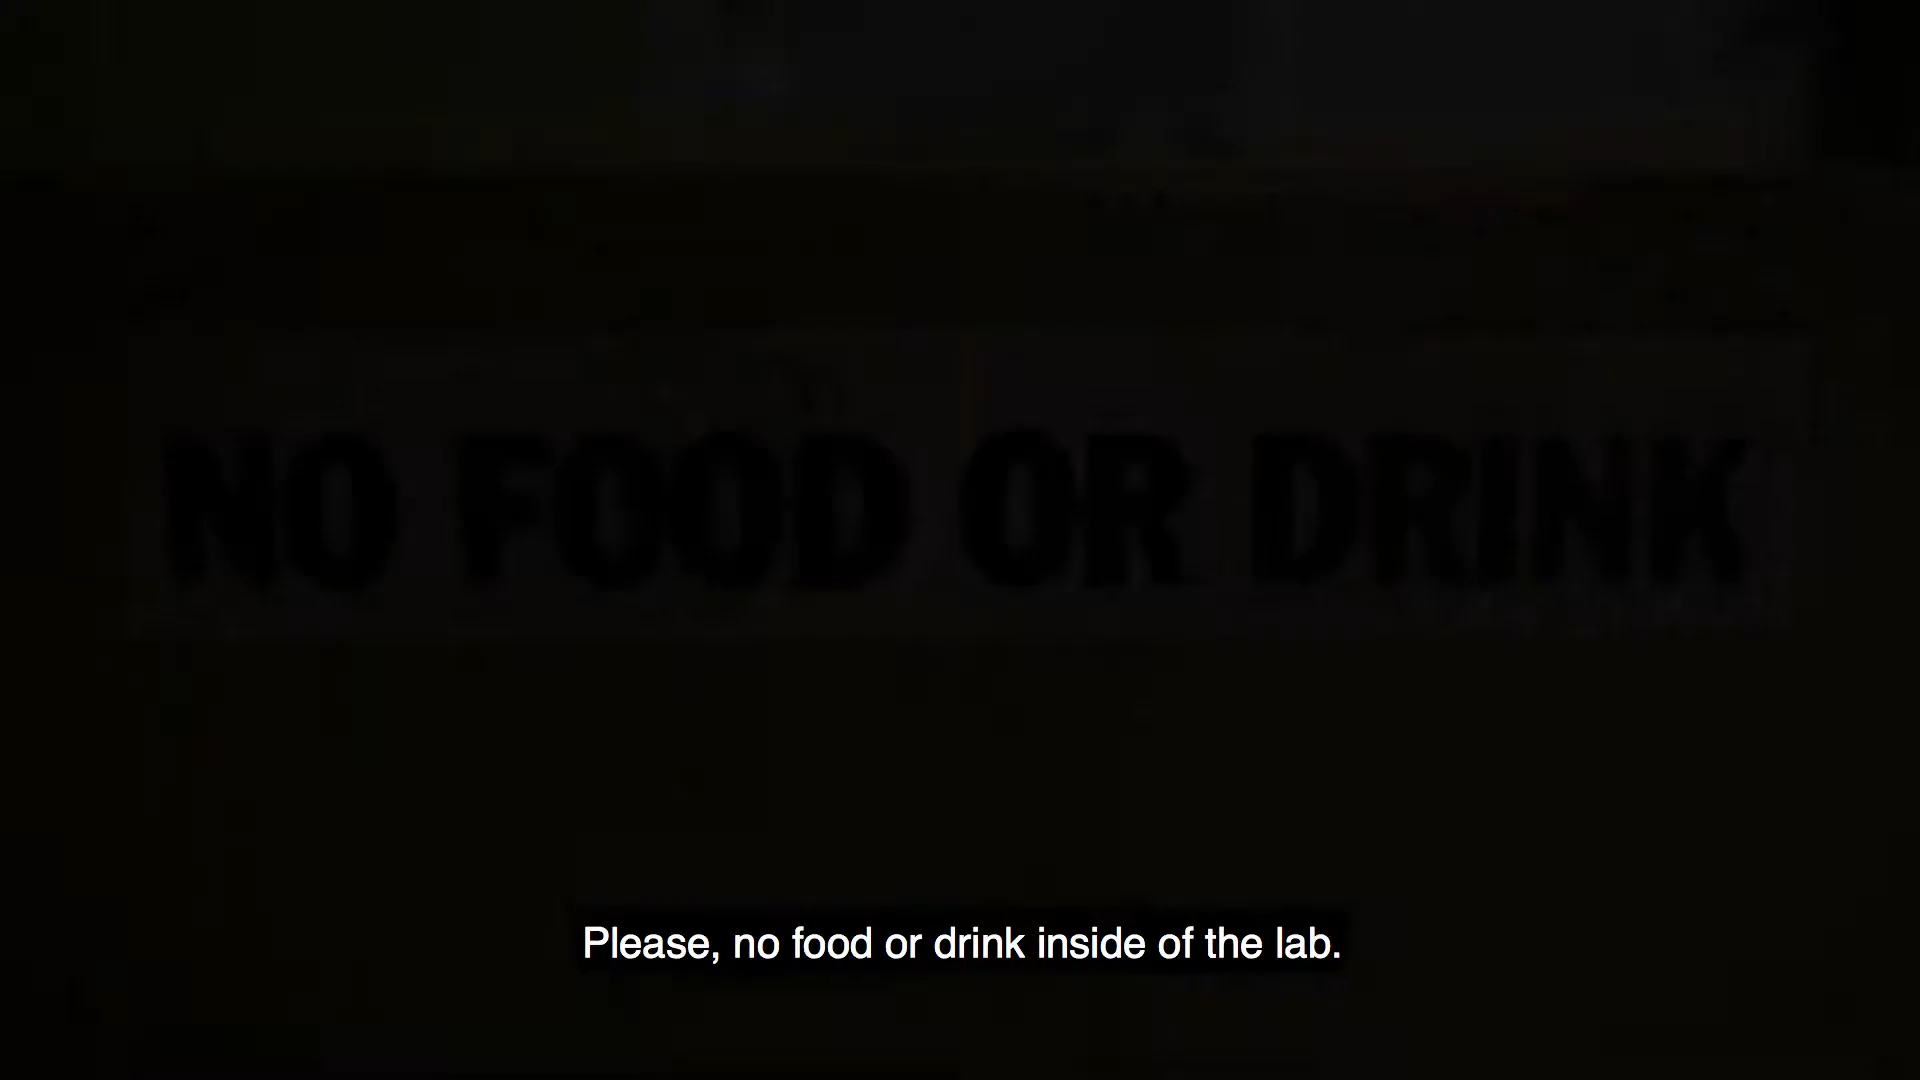 NO FOOD OR DRINK
Please, no food or drink inside of the lab.